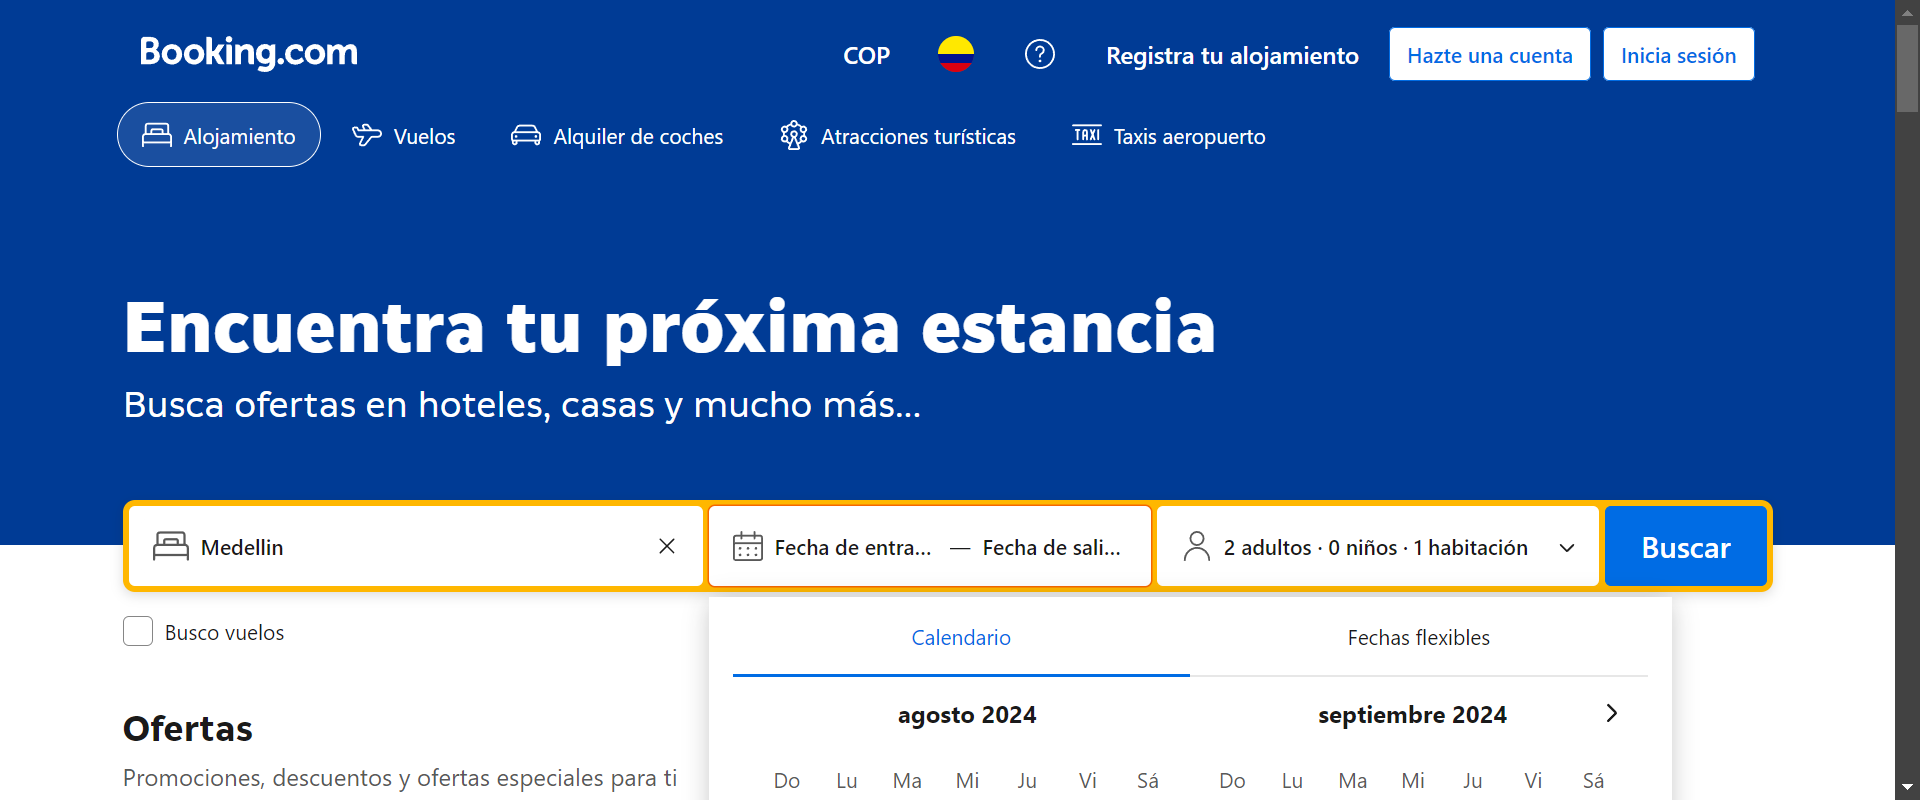 Booking.com
COP
Registra tu alojamiento
Hazte una cuenta
Inicia sesión
Alojamiento
Vuelos
Alquiler de coches
Atracciones turísticas
TAXI
Taxis aeropuerto
Encuentra tu próxima estancia
Busca ofertas en hoteles, casas y mucho más...
Medellin
Fecha de entra... — Fecha de sali...
2 adultos · 0 niños · 1 habitación
Buscar
Busco vuelos
Calendario
Fechas flexibles
agosto 2024
septiembre 2024
Ofertas
Promociones, descuentos y ofertas especiales para ti
Do Lu Ma Mi Ju Vi Sá
Do Lu Ma Mi Ju Vi Sá